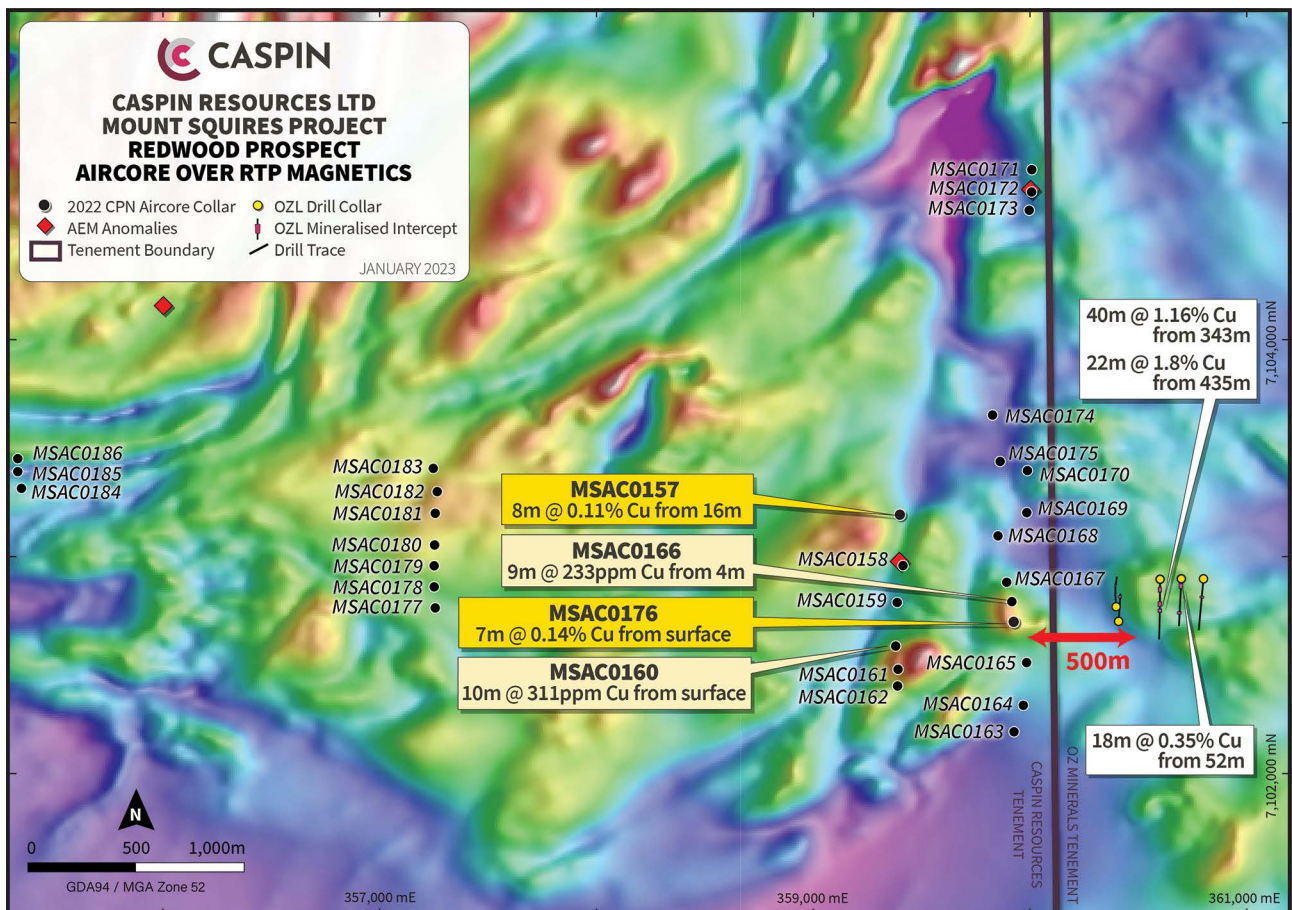 CASPIN
CASPIN RESOURCES LTD
MOUNT SQUIRES PROJECT
REDWOOD PROSPECT
AIRCORE OVER RTP MAGNETICS
2022 CPN Aircore Collar
OZL Drill Collar
AEM Anomalies
OZL Mineralised Intercept
Tenement Boundary
Drill Trace
JANUARY 2023
MSAC0171
MSAC0172
MSAC0173
40m @ 1.16% Cu
from 343m
22m @ 1.8% Cu
from 435m
7,104,000 mN
MSAC0174
MSAC0175
MSAC0170
MSAC0169
MSAC0168
MSAC0167
MSAC0186
MSAC0185
MSAC0184
MSAC0183
MSAC0182
MSAC0181
MSAC0180
MSAC0179
MSAC0178
MSAC0177
MSAC0157
8m @ 0.11% Cu from 16m
MSAC0166
9m @ 233ppm Cu from 4m
MSAC0176
7m @ 0.14% Cu from surface
MSAC0160
10m @ 311ppm Cu from surface
MSAC0158
MSAC0159
MSAC0161
MSAC0162
MSAC0165
MSAC0164
MSAC0163
500m
18m @ 0.35% Cu
from 52m
7,102,000 mN
CASPIN RESOURCES
TENEMENT
OZ MINERALS TENEMENT
N
0 500 1,000m
GDA94 / MGA Zone 52
357,000 mE
359,000 mE
361,000 mE